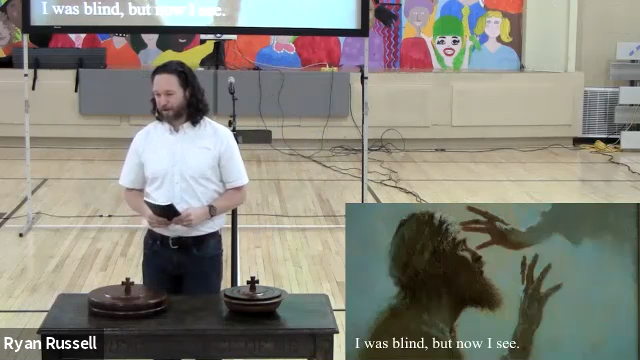 I was blind, but now I see.
Ryan Russell
I was blind, but now I see.